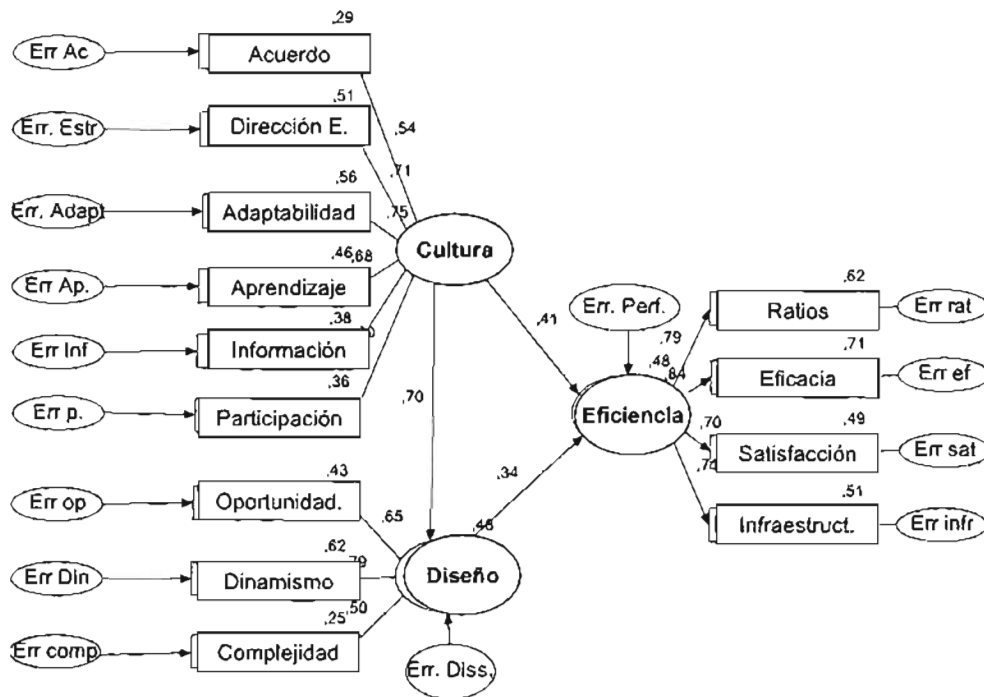 ,29
Err Ac
Acuerdo
,51
,54
Err. Estr
Dirección E.
,71
,56
Err. Adapt
Adaptabilidad
,75
Cultura
,46
,68
Err Ap.
Aprendizaje
,62
Err. Perf.
Ratios
Err rat
,38
,41
,79
Err Inf
Información
,48
,71
,84
Eficacia
Err ef
,36
Err p.
Participación
,70
Eficiencia
,70
,49
Satisfacción
Err sat
,43
,34
Err op
Oportunidad.
,51
Infraestruct.
Err infr
,65
,62
,79
Err Din
Dinamismo
Diseño
,50
,25
Err comp
Complejidad
Err. Diss.